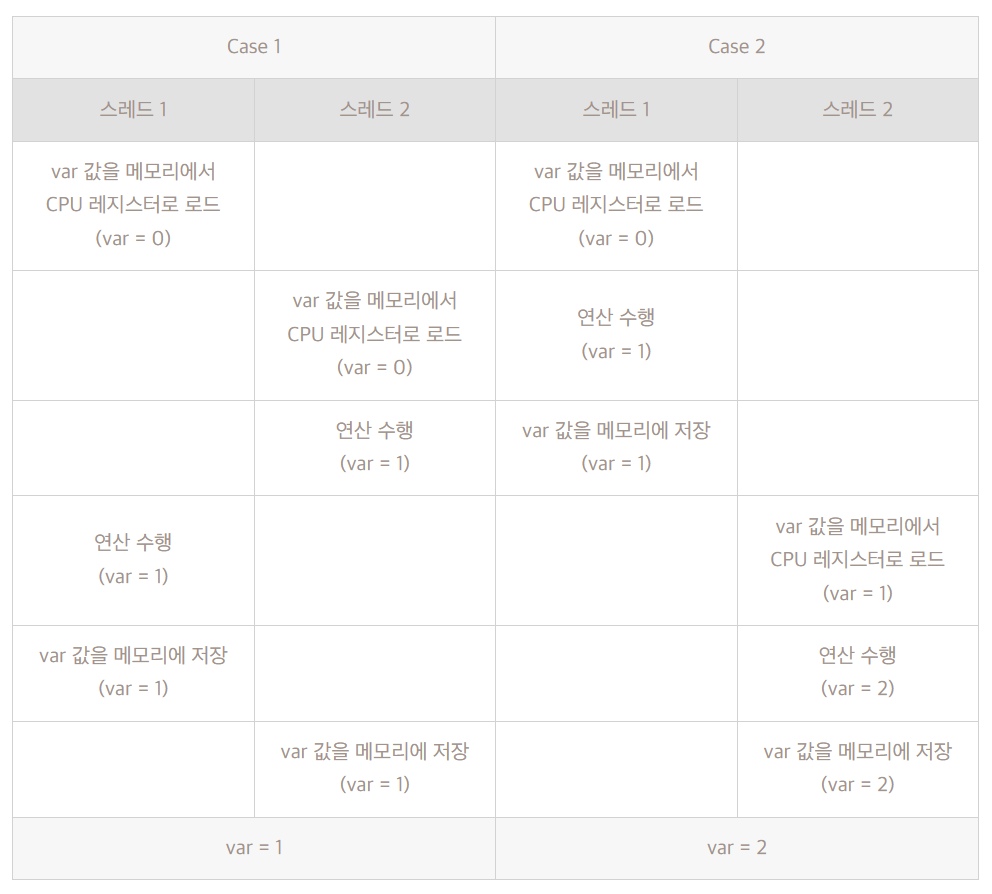 Case 1
Case 2
스레드 1
스레드 2
스레드 1
스레드 2
var 값을 메모리에서
CPU 레지스터로 로드
(var = 0)
var 값을 메모리에서
CPU 레지스터로 로드
(var = 0)
var 값을 메모리에서
CPU 레지스터로 로드
(var = 0)
연산 수행
(var = 1)
연산 수행
(var = 1)
var 값을 메모리에 저장
(var = 1)
연산 수행
(var = 1)
var 값을 메모리에서
CPU 레지스터로 로드
(var = 1)
var 값을 메모리에 저장
(var = 1)
연산 수행
(var = 2)
var 값을 메모리에 저장
(var = 1)
var 값을 메모리에 저장
(var = 2)
var = 1
var = 2